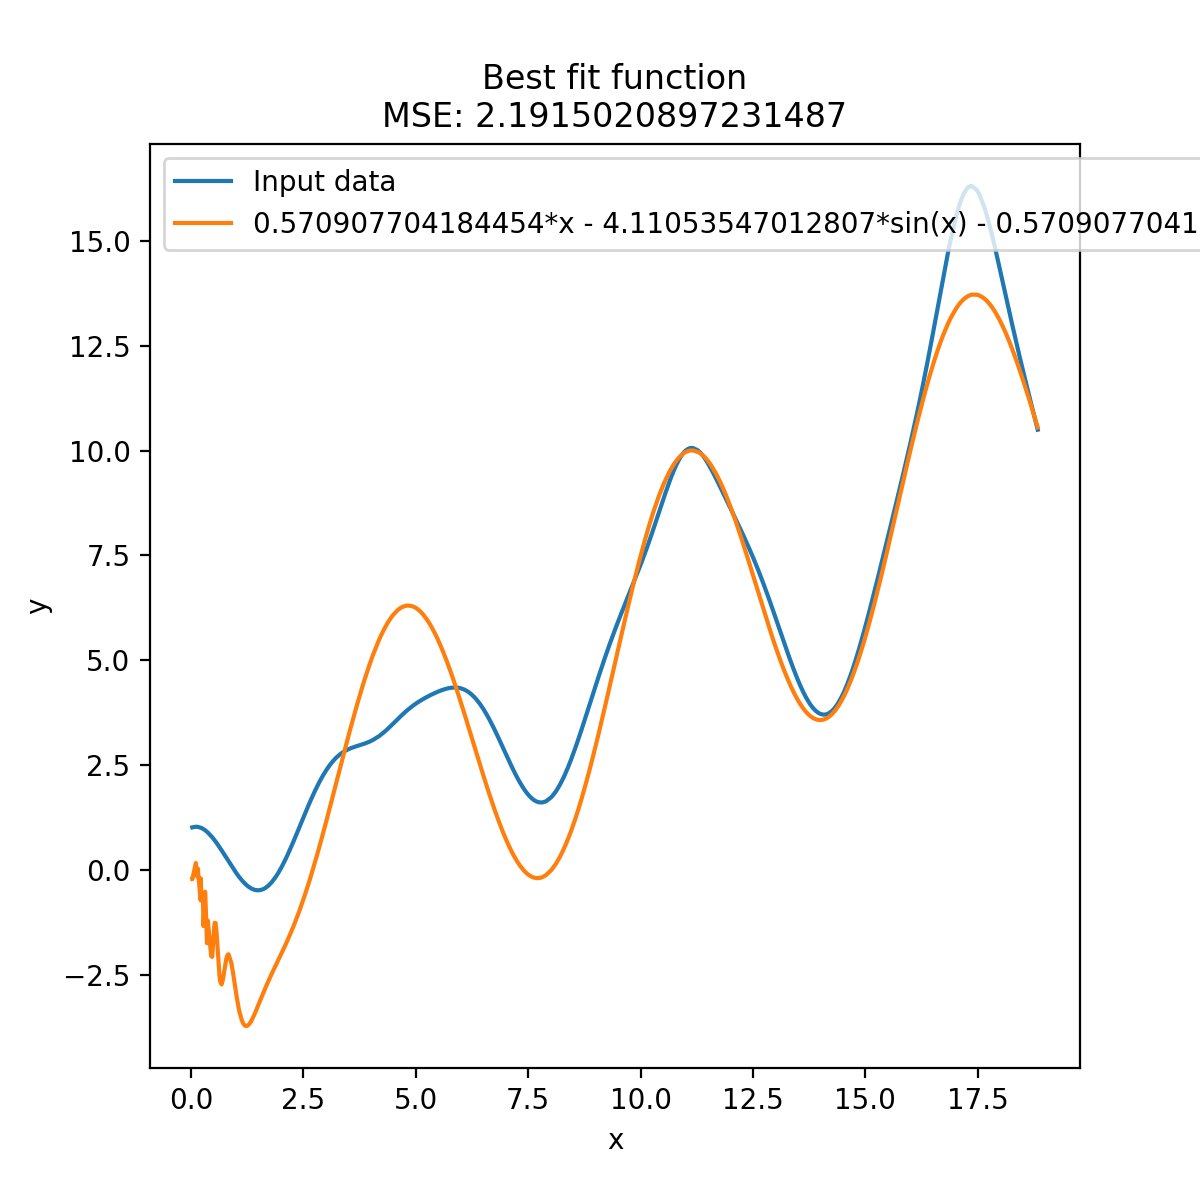 Best fit function
MSE: 2.1915020897231487
Input data
0.570907704184454*x - 4.11053547012807*sin(x) - 0.5709077041
15.0
12.5
10.0
7.5
5.0
2.5
0.0
−2.5
y
0.0 2.5 5.0 7.5 10.0 12.5 15.0 17.5
x